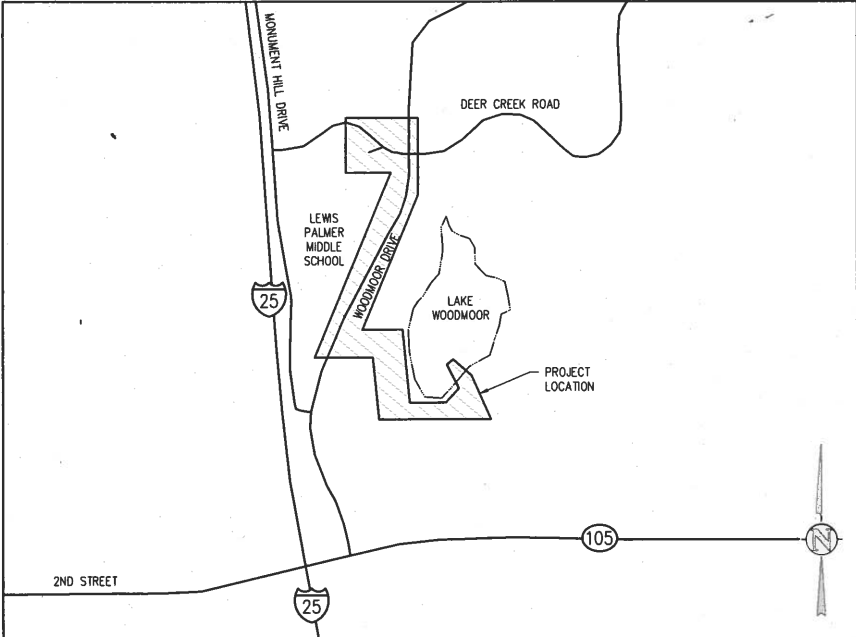 MONUMENT HILL DRIVE
DEER CREEK ROAD
LEWIS
PALMER
MIDDLE
SCHOOL
WOODMOOR DRIVE
25
LAKE
WOODMOOR
PROJECT
LOCATION
105
N
2ND STREET
25